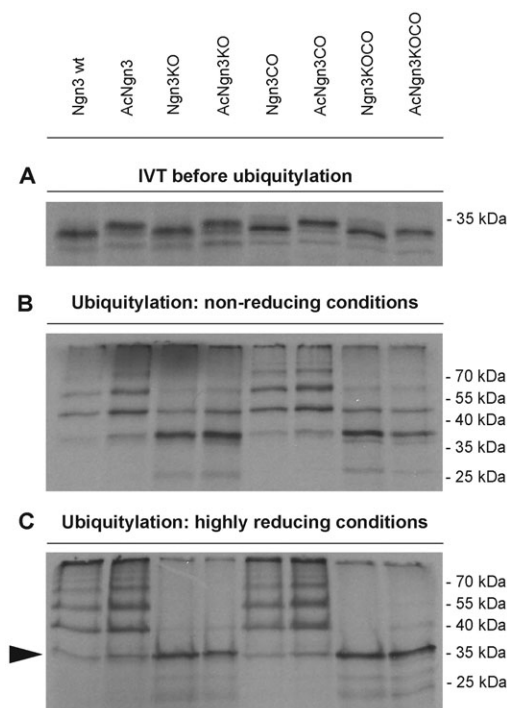 Ngn3 wt
AcNgn3
Ngn3KO
AcNgn3KO
Ngn3CO
AcNgn3CO
Ngn3KOCO
AcNgn3KOCO
A
IVT before ubiquitylation
- 35 kDa
B
Ubiquitylation: non-reducing conditions
- 70 kDa
- 55 kDa
- 40 kDa
- 35 kDa
- 25 kDa
C
Ubiquitylation: highly reducing conditions
- 70 kDa
- 55 kDa
- 40 kDa
- 35 kDa
- 25 kDa